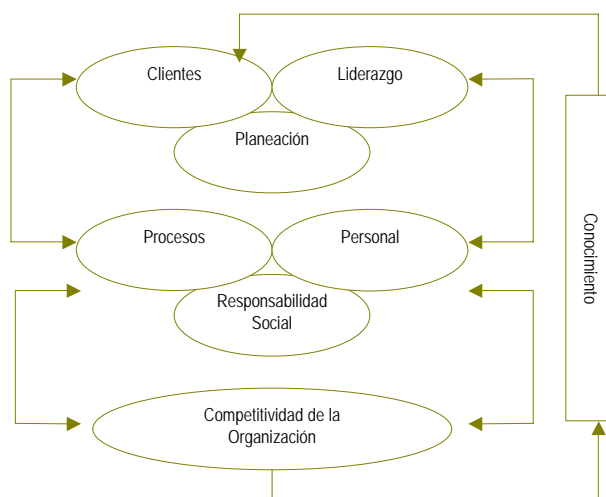 Clientes
Liderazgo
Planeación
Procesos
Personal
Responsabilidad
Social
Conocimiento
Competitividad de la
Organización